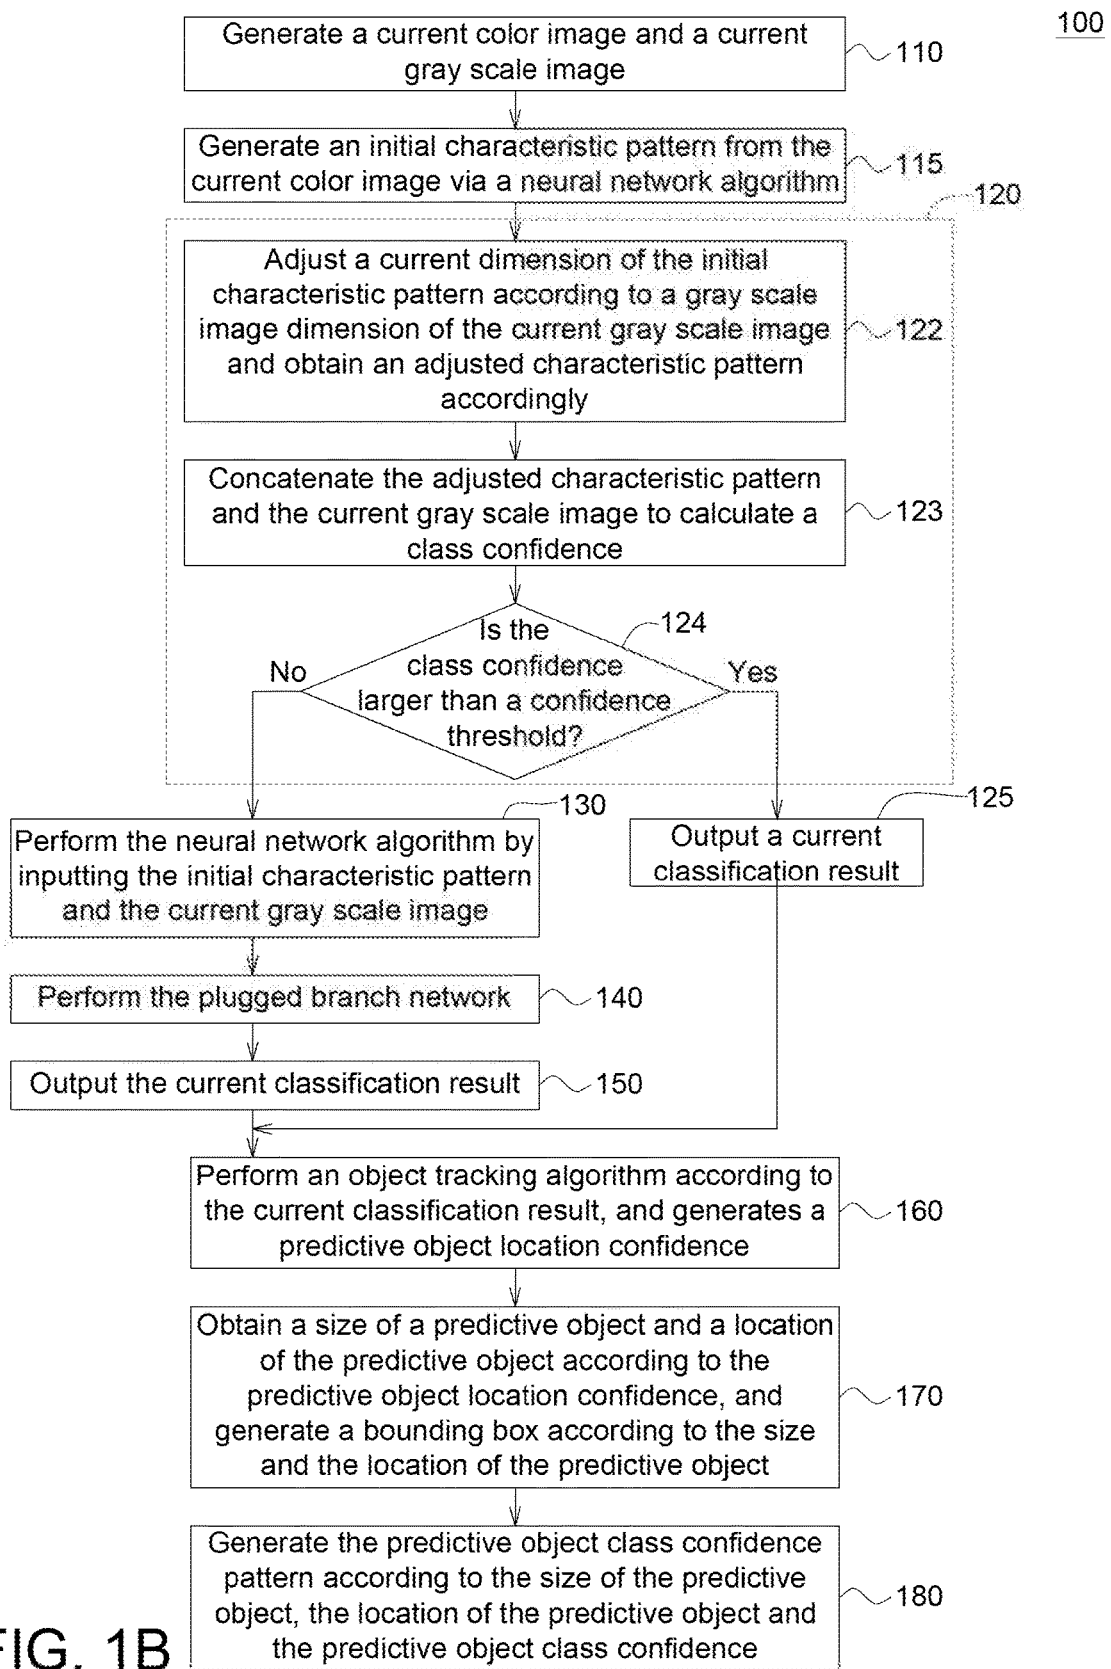 100
Generate a current color image and a current
gray scale image
110
Generate an initial characteristic pattern from the
current color image via a neural network algorithm
115
120
Adjust a current dimension of the initial
characteristic pattern according to a gray scale
image dimension of the current gray scale image
and obtain an adjusted characteristic pattern
accordingly
122
Concatenate the adjusted characteristic pattern
and the current gray scale image to calculate a
class confidence
123
124
Is the
class confidence
larger than a confidence
threshold?
No
Yes
130
Perform the neural network algorithm by
inputting the initial characteristic pattern
and the current gray scale image
125
Output a current
classification result
Perform the plugged branch network
140
Output the current classification result
150
Perform an object tracking algorithm according to
the current classification result, and generates a
predictive object location confidence
160
Obtain a size of a predictive object and a location
of the predictive object according to the
predictive object location confidence, and
generate a bounding box according to the size
and the location of the predictive object
170
Generate the predictive object class confidence
pattern according to the size of the predictive
object, the location of the predictive object and
the predictive object class confidence
180
FIG. 1B